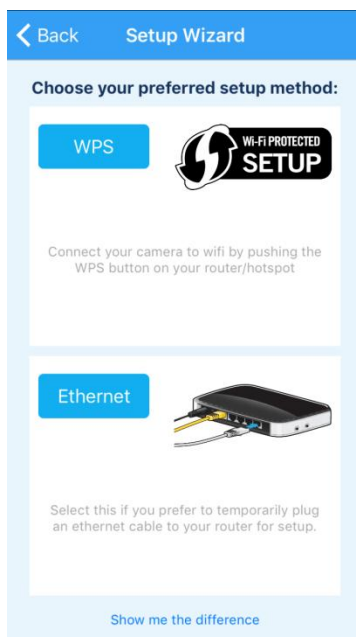 Back Setup Wizard
Choose your preferred setup method:
WPS
Wi-Fi PROTECTED
SETUP
Connect your camera to wifi by pushing the
WPS button on your router/hotspot
Ethernet
Select this if you prefer to temporarily plug
an ethernet cable to your router for setup.
Show me the difference